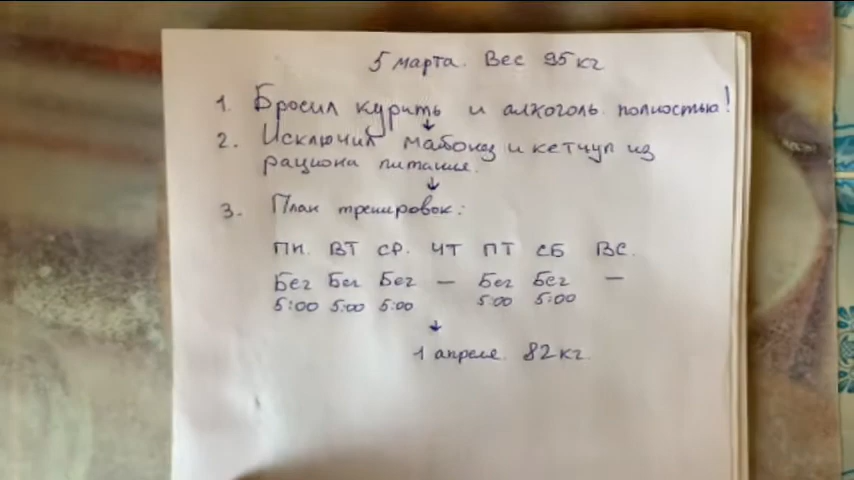 5 марта. Вес 95 кг
1. Бросил курить и алкоголь полностью!
2. Исключил майонез и кетчуп из
рациона питания.
3. План тренировок:
ПН. ВТ СР. ЧТ ПТ СБ ВС.
Бег Бег Бег — Бег Бег —
5:00 5:00 5:00 5:00 5:00
1 апреля. 82 кг.